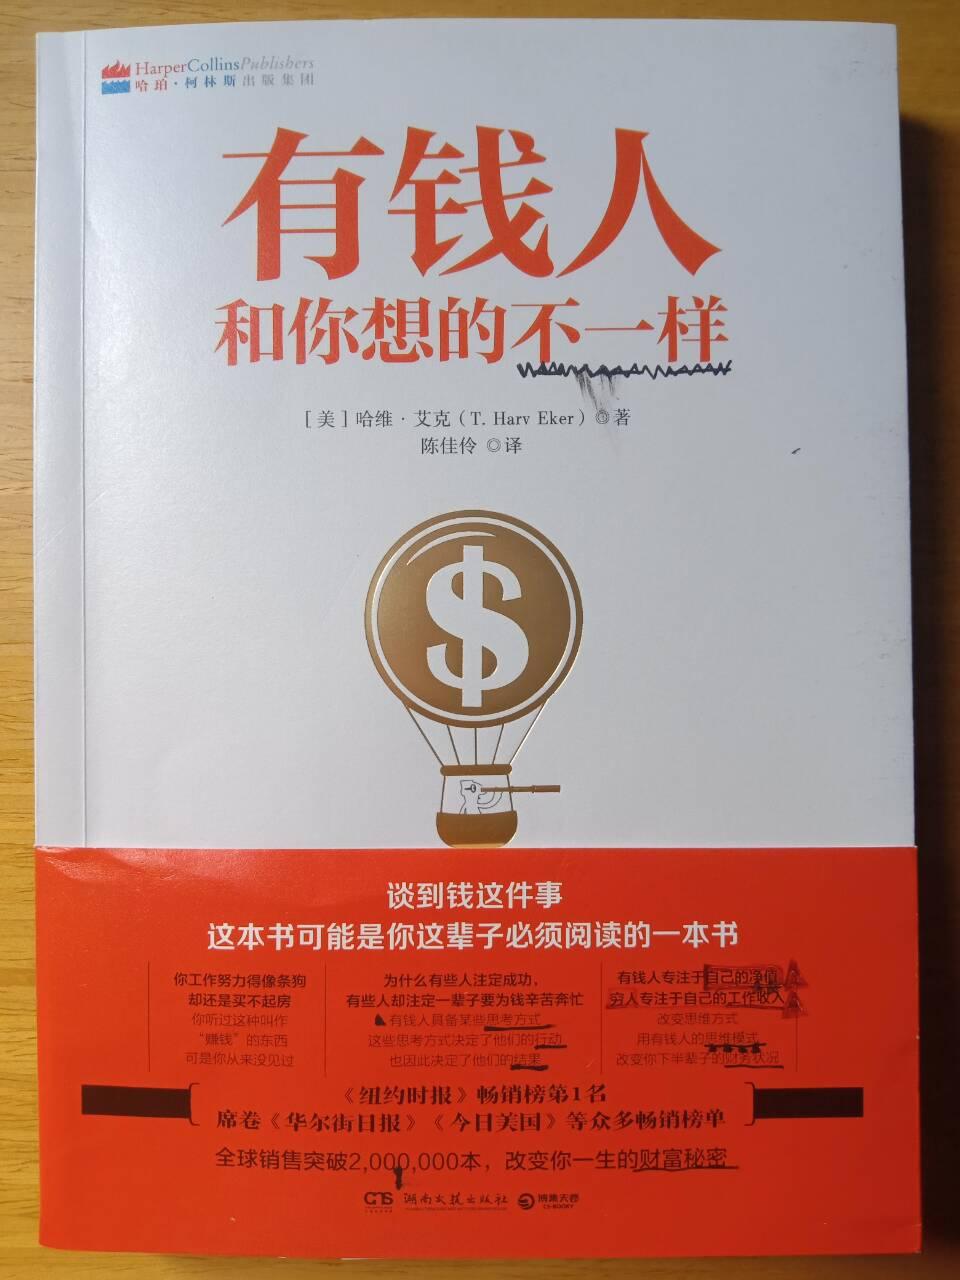 HarperCollinsPublishers
哈珀·柯林斯出版集团
有钱人
和你想的不一样
[美]哈维·艾克(T. Harv Eker)◎著
陈佳伶 ◎译
$
谈到钱这件事
这本书可能是你这辈子必须阅读的一本书
你工作努力得像条狗
却还是买不起房
你听过这种叫作
“赚钱”的东西
可是你从来没见过
为什么有些人注定成功,
有些人却注定一辈子要为钱辛苦奔忙
有钱人具备某些思考方式
这些思考方式决定了他们的行动
也因此决定了他们的结果
有钱人专注于自己的净值
穷人专注于自己的工作收入
改变思维方式
用有钱人的思维模式
改变你下半辈子的财务状况
《纽约时报》畅销榜第1名
席卷《华尔街日报》《今日美国》等众多畅销榜单
全球销售突破2,000,000本,改变你一生的财富秘密
湖南文艺出版社
博集天卷
CS-BOOKY